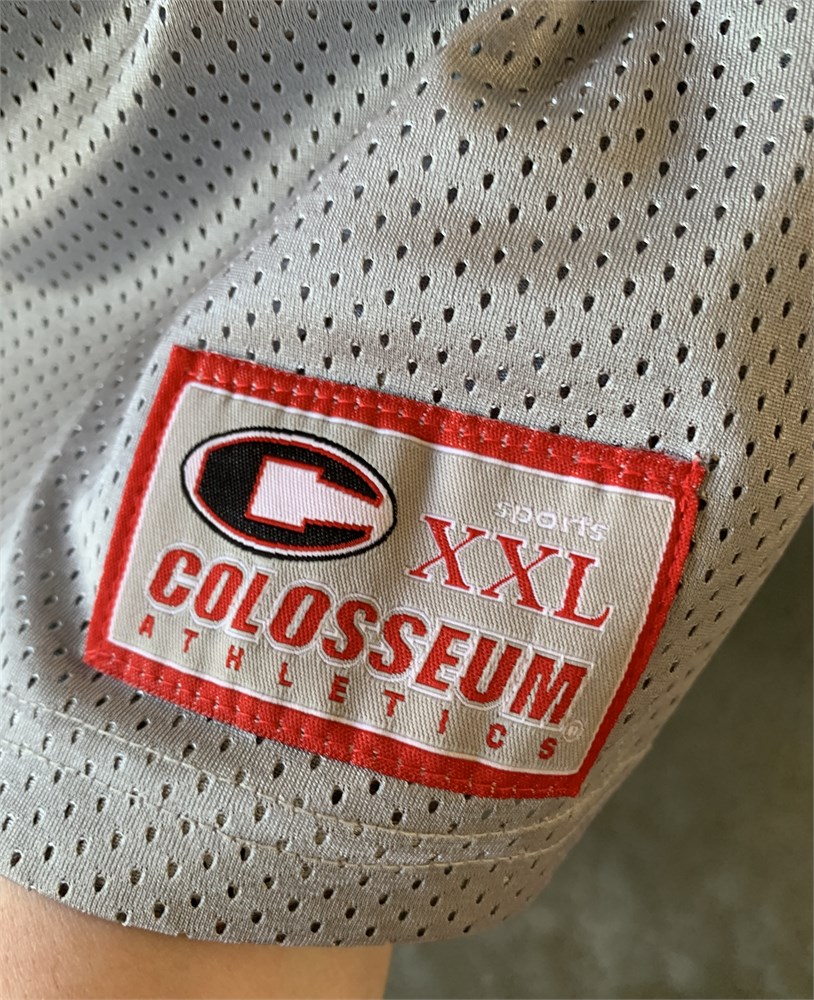 C
sports
XXL
COLOSSEUM
ATHLETICS